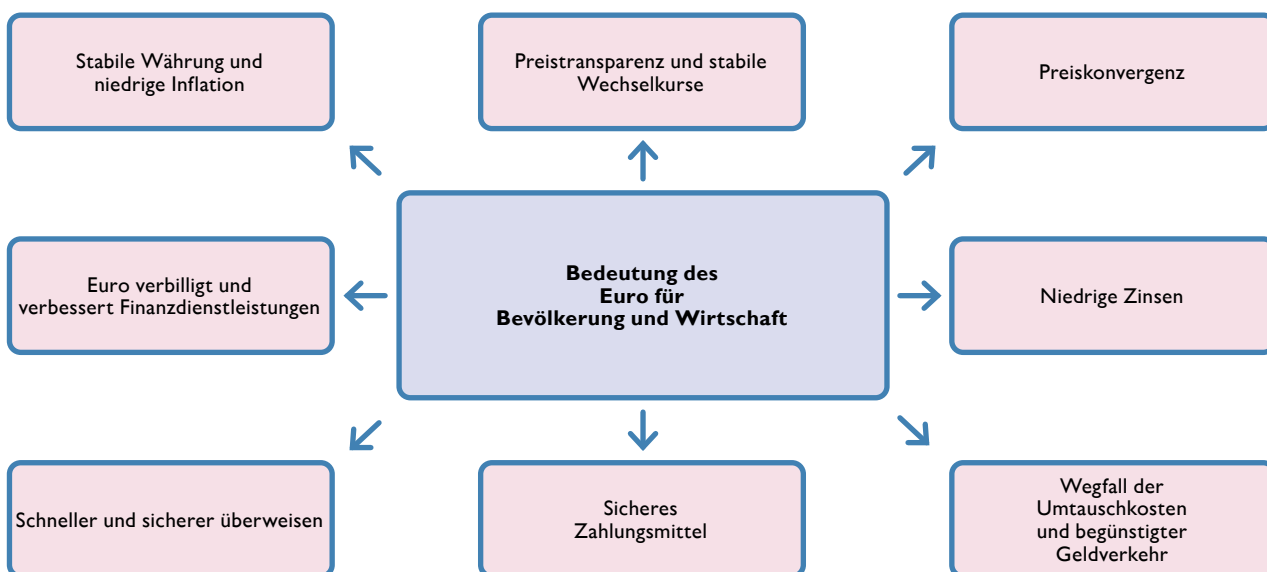 Stabile Währung und
niedrige Inflation
Preistransparenz und stabile
Wechselkurse
Preiskonvergenz
Euro verbilligt und
verbessert Finanzdienstleistungen
Bedeutung des
Euro für
Bevölkerung und Wirtschaft
Niedrige Zinsen
Schneller und sicherer überweisen
Sicheres
Zahlungsmittel
Wegfall der
Umtauschkosten
und begünstigter
Geldverkehr